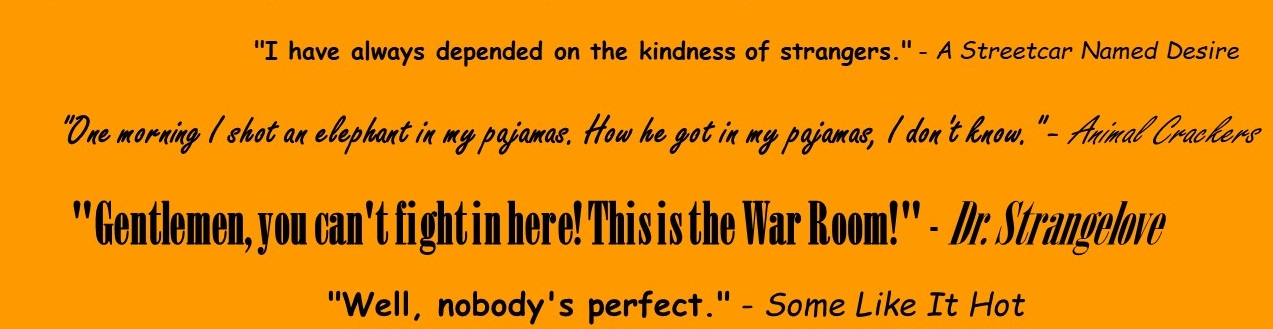 "I have always depended on the kindness of strangers." - A Streetcar Named Desire
"One morning I shot an elephant in my pajamas. How he got in my pajamas, I don't know." - Animal Crackers
"Gentlemen, you can't fight in here! This is the War Room!" - Dr. Strangelove
"Well, nobody's perfect." - Some Like It Hot